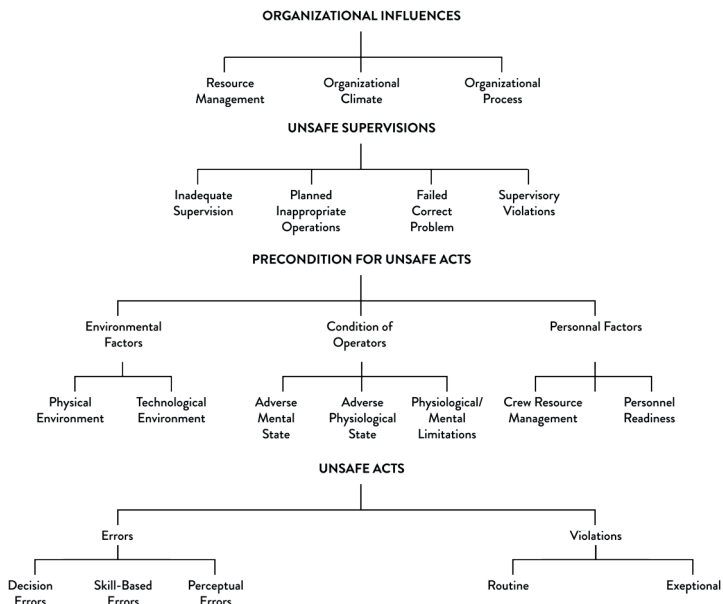 ORGANIZATIONAL INFLUENCES
Resource
Management
Organizational
Climate
Organizational
Process
UNSAFE SUPERVISIONS
Inadequate
Supervision
Planned
Inappropriate
Operations
Failed
Correct
Problem
Supervisory
Violations
PRECONDITION FOR UNSAFE ACTS
Environmental
Factors
Condition of
Operators
Personnal Factors
Physical
Environment
Technological
Environment
Adverse
Mental
State
Adverse
Physiological
State
Physiological/
Mental
Limitations
Crew Resource
Management
Personnel
Readiness
UNSAFE ACTS
Errors
Violations
Decision
Errors
Skill-Based
Errors
Perceptual
Errors
Routine
Exeptional